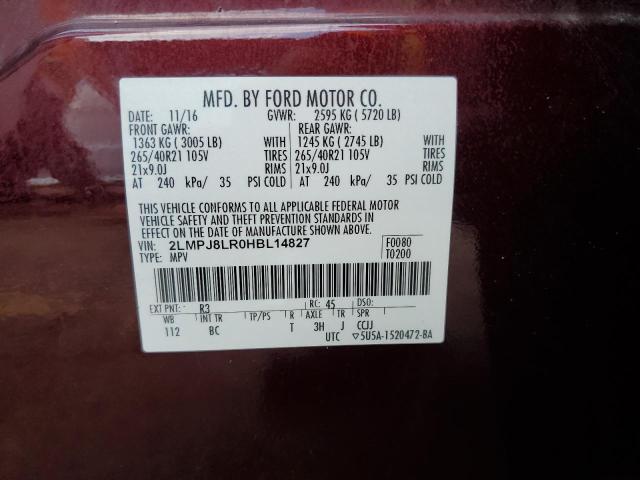 MFD. BY FORD MOTOR CO.
DATE: 11/16 GVWR: 2595 KG ( 5720 LB)
FRONT GAWR: REAR GAWR:
1363 KG ( 3005 LB) WITH 1245 KG ( 2745 LB) WITH
265/40R21 105V TIRES 265/40R21 105V TIRES
21x9.0J RIMS 21x9.0J RIMS
AT 240 kPa/ 35 PSI COLD AT 240 kPa/ 35 PSI COLD
THIS VEHICLE CONFORMS TO ALL APPLICABLE FEDERAL MOTOR
VEHICLE SAFETY AND THEFT PREVENTION STANDARDS IN
EFFECT ON THE DATE OF MANUFACTURE SHOWN ABOVE.
VIN: 2LMPJ8LR0HBL14827 F0080
TYPE: MPV T0200
EXT PNT: R3 RC: 45 DSO:
WB INT TR TP/PS R AXLE TR SPR
112 BC T 3H J CCJJ
UTC ▽5U5A-1520472-BA